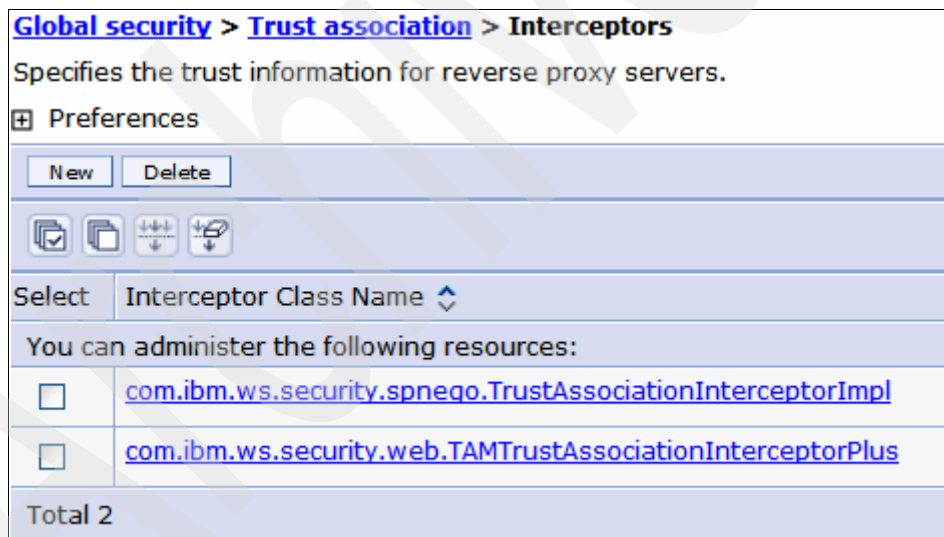 Global security > Trust association > Interceptors
Specifies the trust information for reverse proxy servers.
Preferences
New Delete
Select Interceptor Class Name
You can administer the following resources:
com.ibm.ws.security.spnego.TrustAssociationInterceptorImpl
com.ibm.ws.security.web.TAMTrustAssociationInterceptorPlus
Total 2